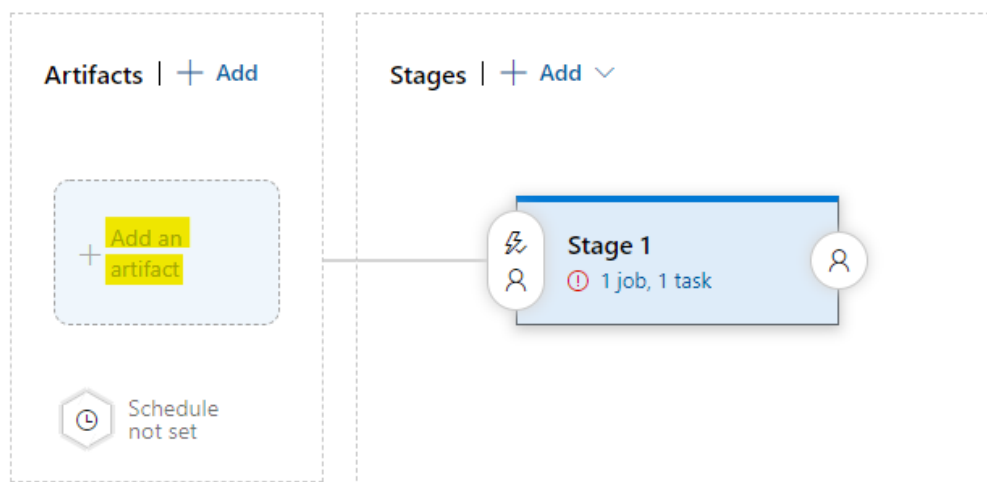 Artifacts | + Add
Stages | + Add
Add an
artifact
Stage 1
1 job, 1 task
Schedule
not set